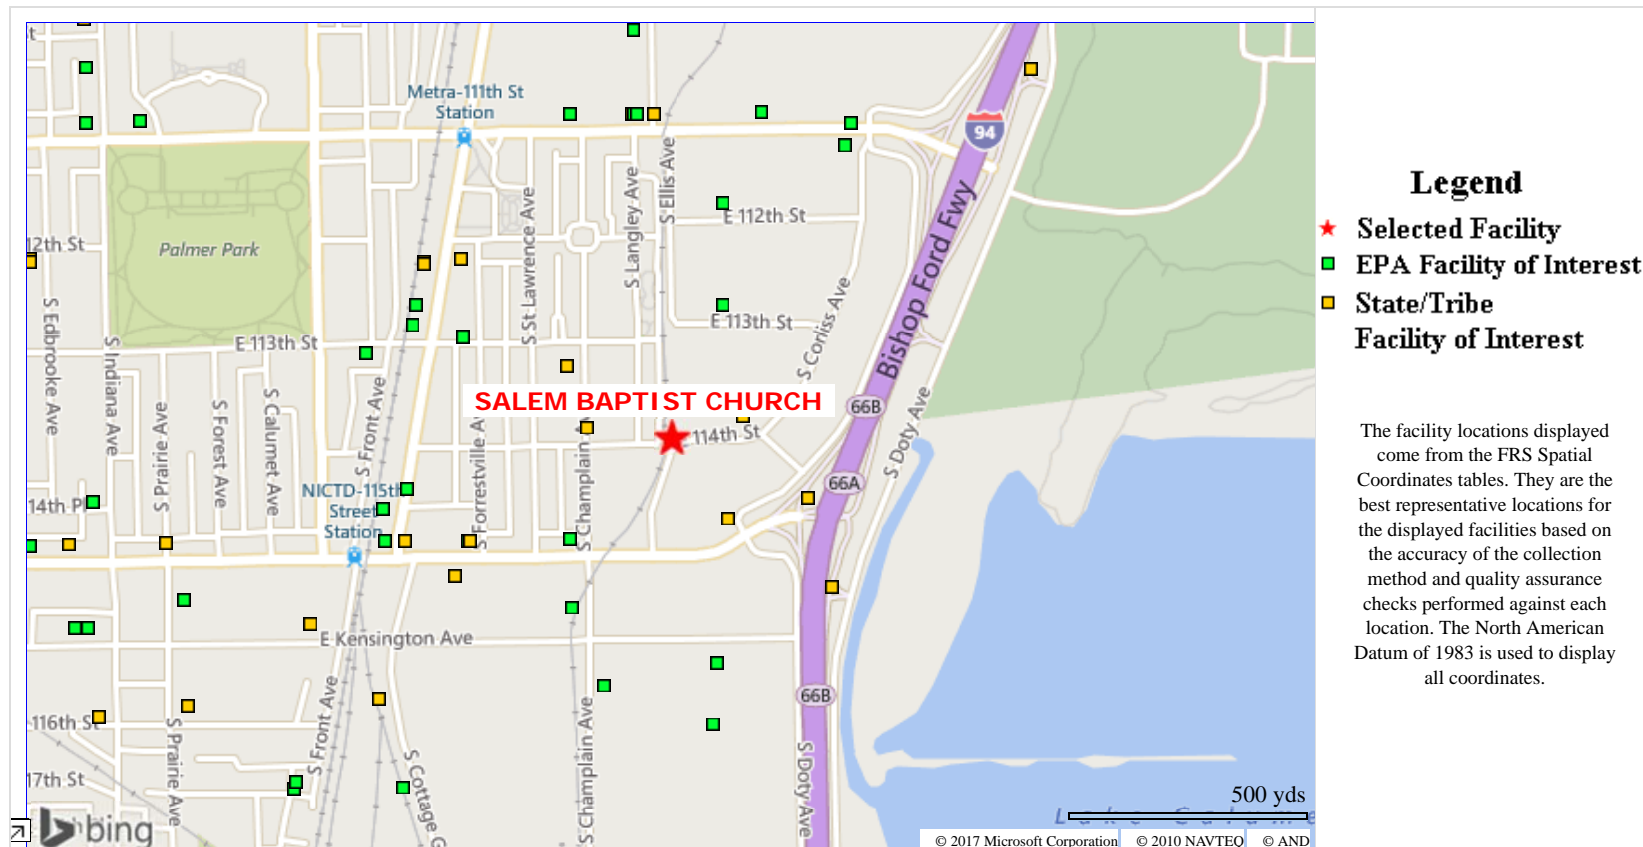 Metra-111th St
Station
94
S Ellis Ave
S Langley Ave
S St Lawrence Ave
E 112th St
Palmer Park
12th St
S Edbrooke Ave
S Indiana Ave
E 113th St
E 113th St
S Corliss Ave
Bishop Ford Fwy
S Prairie Ave
S Forest Ave
S Calumet Ave
S Front Ave
SALEM BAPTIST CHURCH
66B
114th St
S Doty Ave
66A
14th Pl
NICTD-115th
Street
Station
S Forrestville Ave
S Champlain
E Kensington Ave
66B
116th St
S Prairie Ave
S Front Ave
S Cottage G
S Champlain Ave
S Doty Ave
17th St
bing
500 yds
Lake Calume
© 2017 Microsoft Corporation
© 2010 NAVTEQ
© AND
Legend
Selected Facility
EPA Facility of Interest
State/Tribe
Facility of Interest
The facility locations displayed
come from the FRS Spatial
Coordinates tables. They are the
best representative locations for
the displayed facilities based on
the accuracy of the collection
method and quality assurance
checks performed against each
location. The North American
Datum of 1983 is used to display
all coordinates.